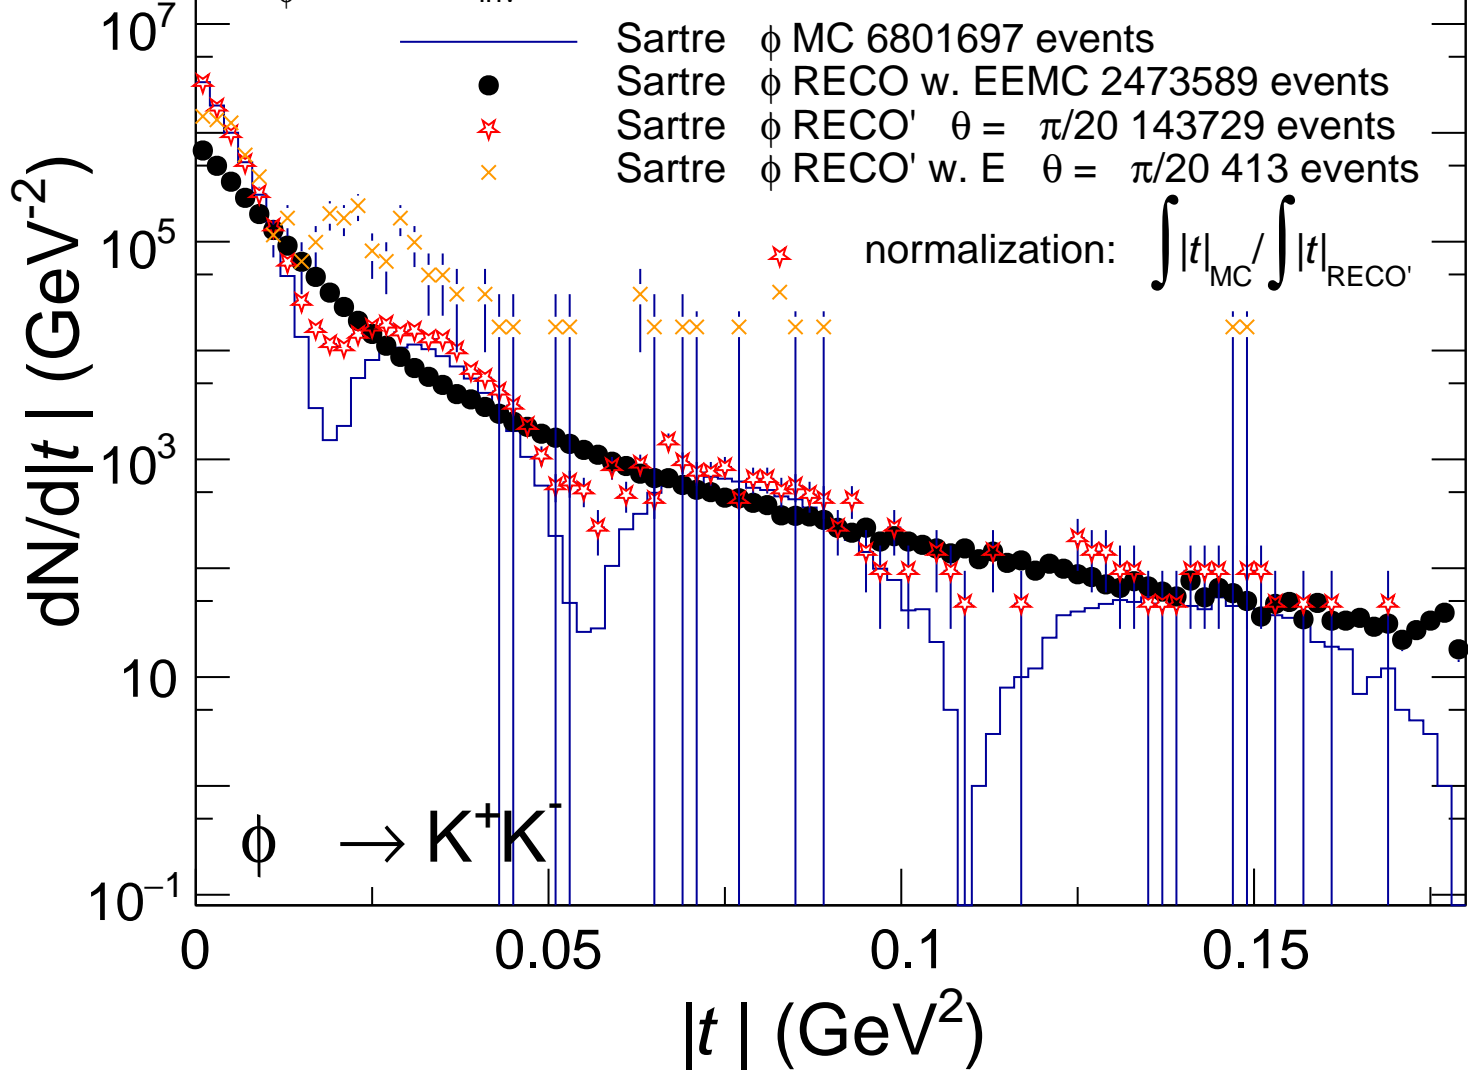 Sartre ϕ MC 6801697 events
Sartre ϕ RECO w. EEMC 2473589 events
Sartre ϕ RECO' θ = π/20 143729 events
Sartre ϕ RECO' w. E θ = π/20 413 events
normalization: ∫|t|MC/∫|t|RECO'
10⁷
10⁵
10³
10
10⁻¹
dN/d|t | (GeV⁻²)
ϕ → K⁺K⁻
0 0.05 0.1 0.15
|t | (GeV²)